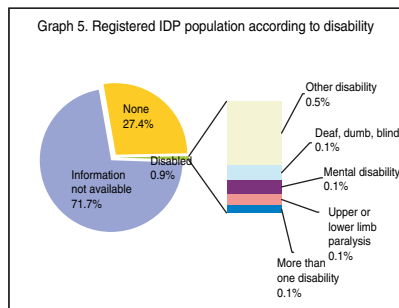 Graph 5. Registered IDP population according to disability
None
27.4%
Information
not available
71.7%
Disabled
0.9%
Other disability
0.5%
Deaf, dumb, blind
0.1%
Mental disability
0.1%
Upper or
lower limb
paralysis
0.1%
More than
one disability
0.1%